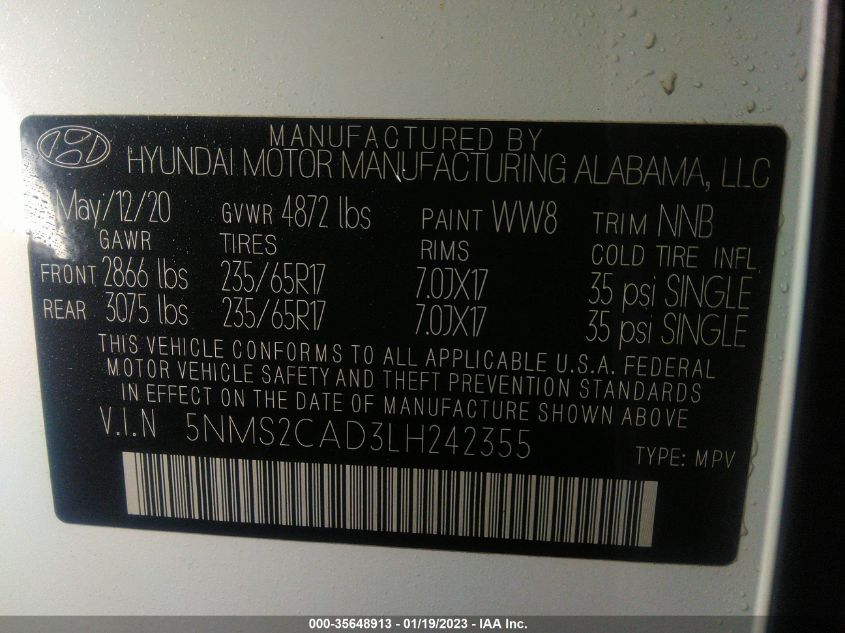 MANUFACTURED BY
HYUNDAI MOTOR MANUFACTURING ALABAMA, LLC
May/12/20 GVWR 4872 lbs PAINT WW8 TRIM NNB
GAWR TIRES RIMS COLD TIRE INFL.
FRONT 2866 lbs 235/65R17 7.0JX17 35 psi SINGLE
REAR 3075 lbs 235/65R17 7.0JX17 35 psi SINGLE
THIS VEHICLE CONFORMS TO ALL APPLICABLE U.S.A. FEDERAL
MOTOR VEHICLE SAFETY AND THEFT PREVENTION STANDARDS
IN EFFECT ON THE DATE OF MANUFACTURE SHOWN ABOVE
V.I.N 5NMS2CAD3LH242355 TYPE: MPV
000-35648913 - 01/19/2023 - IAA Inc.